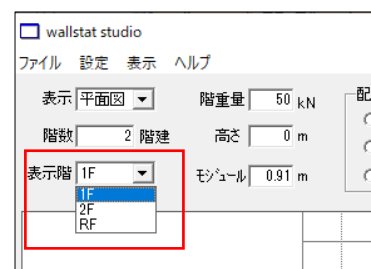 wallstat studio
ファイル 設定 表示 ヘルプ
表示 平面図 階重量 50 kN 配
階数 2 階建 高さ 0 m
表示階 1F モジュール 0.91 m
1F
2F
RF